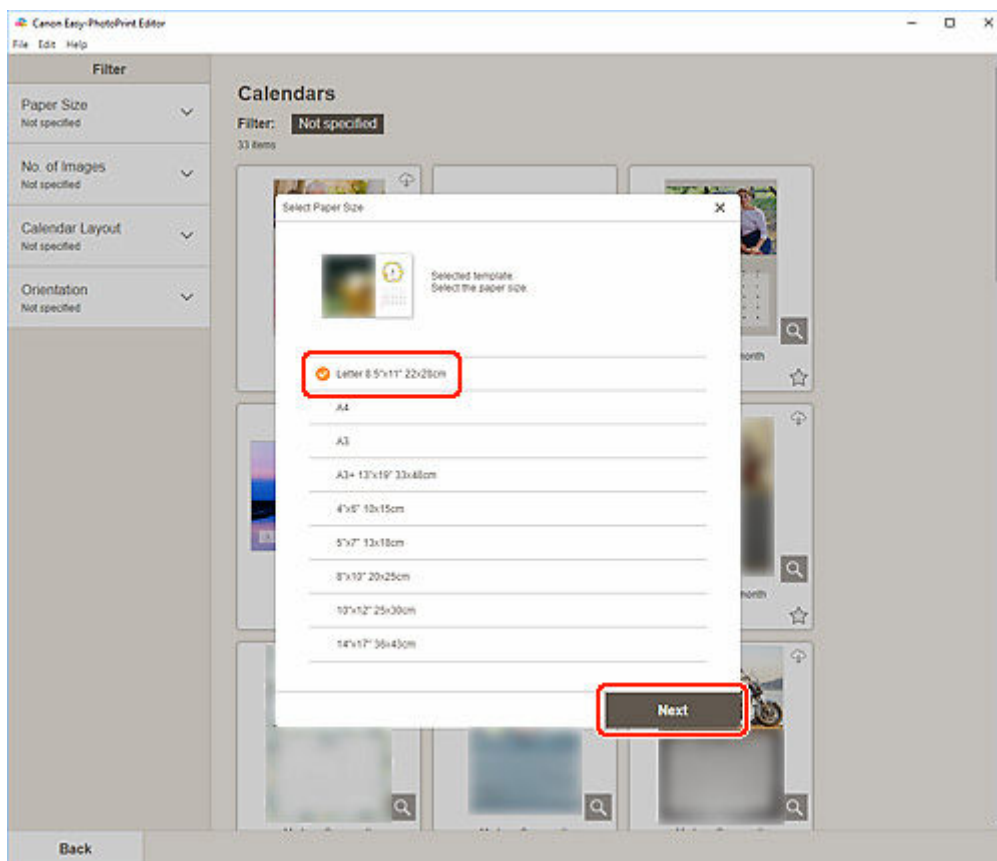 Canon Easy-PhotoPrint Editor
File Edit Help
Filter
Paper Size
Not specified
No. of Images
Not specified
Calendar Layout
Not specified
Orientation
Not specified
Calendars
Filter: Not specified
33 items
Select Paper Size
Selected template.
Select the paper size.
Letter 8.5"x11" 22x28cm
A4
A3
A3+ 13"x19" 33x48cm
4"x6" 10x15cm
5"x7" 13x18cm
8"x10" 20x25cm
10"x12" 25x30cm
14"x17" 36x43cm
Next
month
month
Back